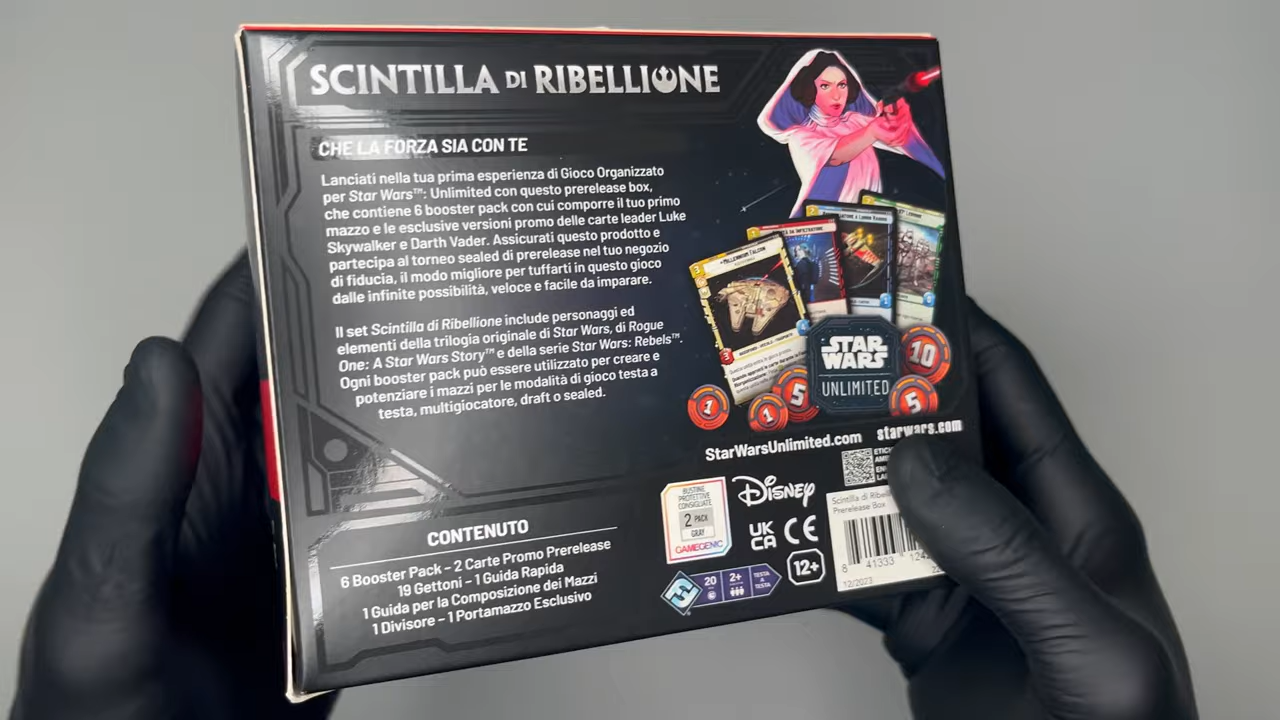 SCINTILLA DI RIBELLIONE
CHE LA FORZA SIA CON TE
Lanciati nella tua prima esperienza di Gioco Organizzato
per Star Wars™: Unlimited con questo prerelease box,
che contiene 6 booster pack con cui comporre il tuo primo
mazzo e le esclusive versioni promo delle carte leader Luke
Skywalker e Darth Vader. Assicurati questo prodotto e
partecipa al torneo sealed di prerelease nel tuo negozio
di fiducia, il modo migliore per tuffarti in questo gioco
dalle infinite possibilità, veloce e facile da imparare.
Il set Scintilla di Ribellione include personaggi ed
elementi della trilogia originale di Star Wars, di Rogue
One: A Star Wars Story™ e della serie Star Wars: Rebels™.
Ogni booster pack può essere utilizzato per creare e
potenziare i mazzi per le modalità di gioco testa a
testa, multigiocatore, draft o sealed.
MILLENNIUM FALCON
STAR
WARS
UNLIMITED
10
5
5
1
1
StarWarsUnlimited.com
starwars.com
CONTENUTO
6 Booster Pack – 2 Carte Promo Prerelease
19 Gettoni – 1 Guida Rapida
1 Guida per la Composizione dei Mazzi
1 Divisore – 1 Portamazzo Esclusivo
BUSTINE
PROTETTIVE
CONSIGLIATE
2 PACK
GRAY
GAMEGENIC
Disney
UK
CA
CE
12+
20
2+
TESTA
A
TESTA
Scintilla di
Prerelease Box
8 41333
12/2023